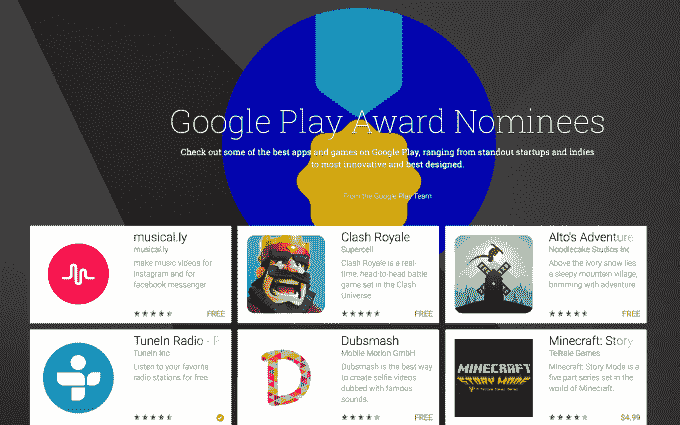 Google Play Award Nominees
Check out some of the best apps and games on Google Play, ranging from standout startups and indies
to most innovative and best designed.
From the Google Play Team
musical.ly
musical.ly
make music videos for
instagram and for
facebook messenger
FREE
Clash Royale
Supercell
Clash Royale is a real-
time, head-to-head battle
game set in the Clash
Universe
FREE
Alto's Adventure
Noodlecake Studios Inc
Above the ivory snow lies
a sleepy mountain village,
brimming with adventure
FREE
TuneIn Radio - P
TuneIn Inc
Listen to your favorite
radio stations for free
D
Dubsmash
Mobile Motion GmbH
Dubsmash is the best way
to create selfie videos
dubbed with famous
sounds.
FREE
MINECRAFT
STORY MODE
Minecraft: Story
Telltale Games
Minecraft: Story Mode is a
five part series set in the
world of Minecraft.
$4.99